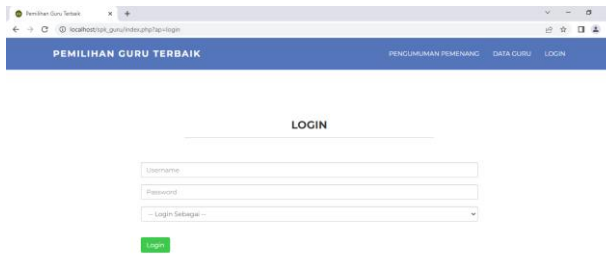 Pemilihan Guru Terbaik
localhost/spk_guru/index.php?ap=login
PEMILIHAN GURU TERBAIK
PENGUMUMAN PEMENANG DATA GURU LOGIN
LOGIN
Username
Password
-- Login Sebagai --
Login